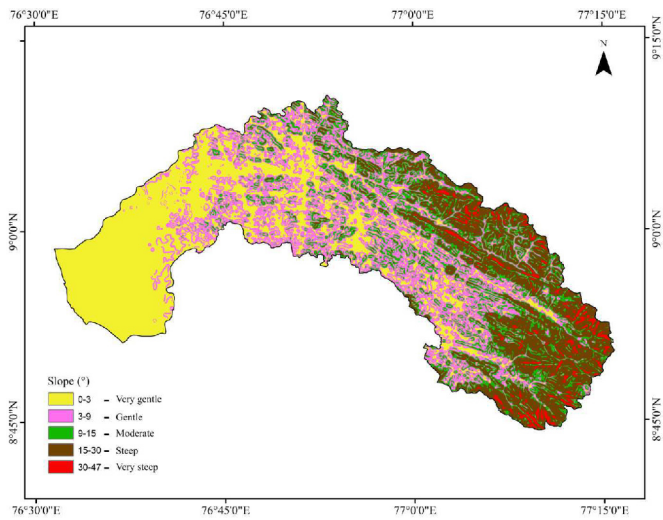 76°30'0"E 76°45'0"E 77°0'0"E 77°15'0"E
9°15'0"N
N
9°0'0"N 9°0'0"N
Slope (°)
0-3 – Very gentle
3-9 – Gentle
9-15 – Moderate
15-30 – Steep
30-47 – Very steep
8°45'0"N 8°45'0"N
76°30'0"E 76°45'0"E 77°0'0"E 77°15'0"E